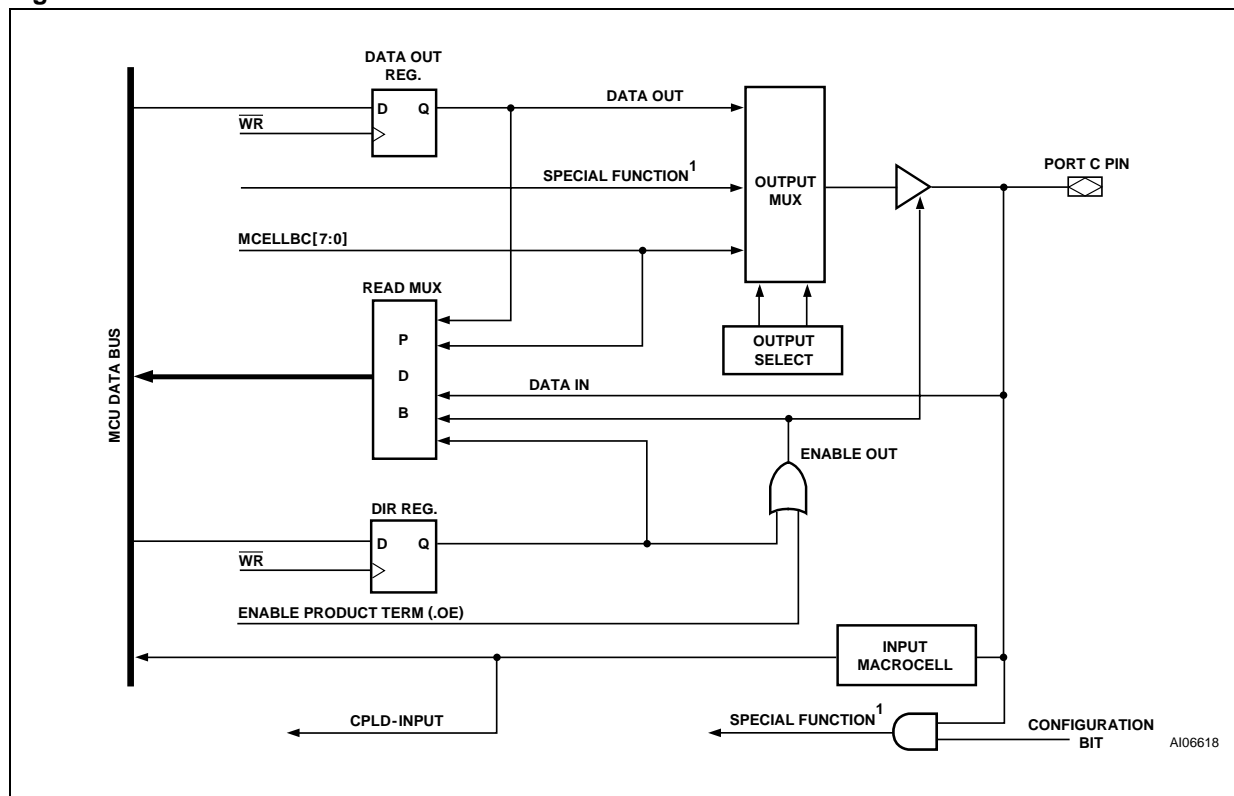 DATA OUT
REG.
D Q
WR
DATA OUT
SPECIAL FUNCTION1
MCELLBC[7:0]
OUTPUT
MUX
PORT C PIN
READ MUX
P
D
B
OUTPUT
SELECT
DATA IN
MCU DATA BUS
ENABLE OUT
DIR REG.
D Q
WR
ENABLE PRODUCT TERM (.OE)
INPUT
MACROCELL
CPLD-INPUT
SPECIAL FUNCTION1
CONFIGURATION
BIT
AI06618